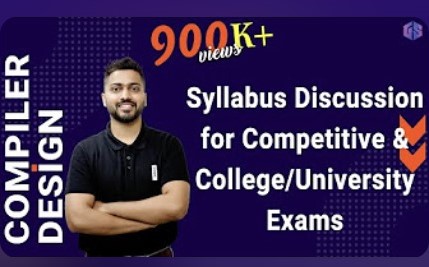 900K+
views
COMPILER
DESIGN
Syllabus Discussion
for Competitive &
College/University
Exams